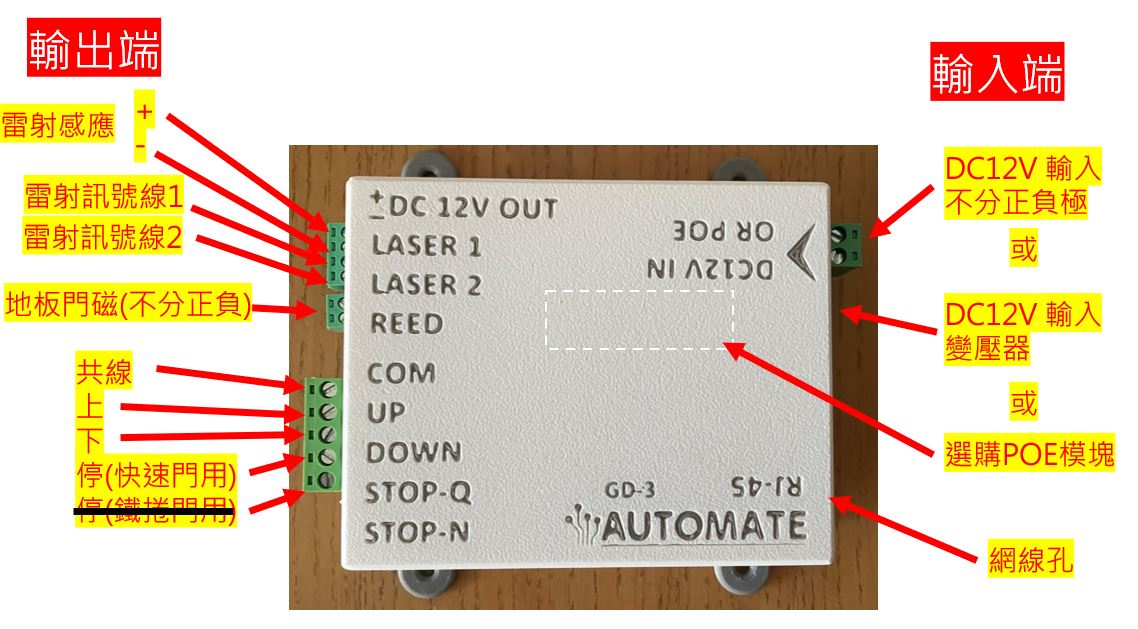 輸出端
輸入端
雷射感應
+
-
雷射訊號線1
雷射訊號線2
地板門磁(不分正負)
共線
上
下
停(快速門用)
停(鐵捲門用)
+
- DC 12V OUT
LASER 1
LASER 2
REED
COM
UP
DOWN
STOP-Q
STOP-N
DC12V IN
OR POE
GD-3
RJ-45
AUTOMATE
DC12V 輸入
不分正負極
或
DC12V 輸入
變壓器
或
選購POE模塊
網線孔